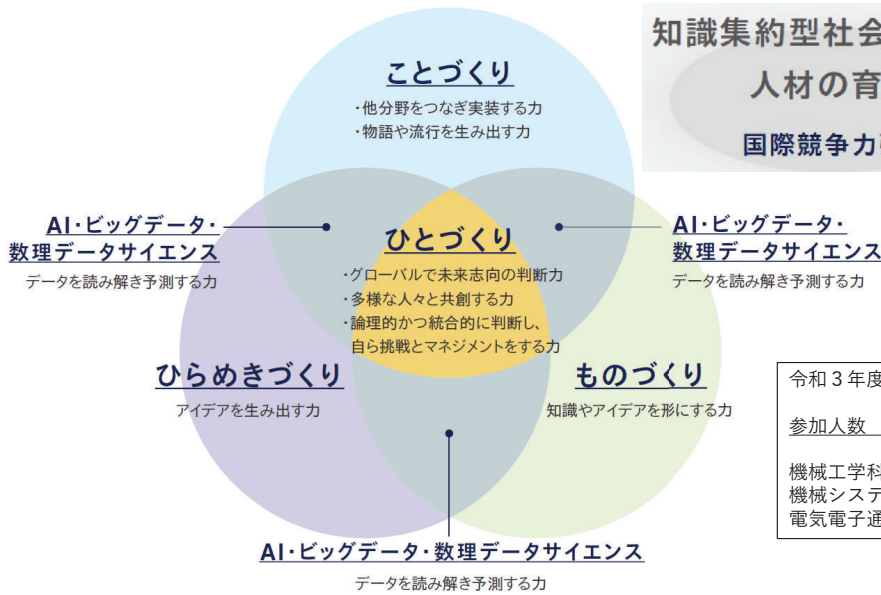 知識集約型社会
人材の育
国際競争力
ことづくり
・他分野をつなぎ実装する力
・物語や流行を生み出す力
AI・ビッグデータ・
数理データサイエンス
データを読み解き予測する力
ひとづくり
・グローバルで未来志向の判断力
・多様な人々と共創する力
・論理的かつ統合的に判断し、
自ら挑戦とマネジメントをする力
AI・ビッグデータ・
数理データサイエンス
データを読み解き予測する力
ひらめきづくり
アイデアを生み出す力
ものづくり
知識やアイデアを形にする力
令和3年度
参加人数
機械工学科
機械システ
電気電子通
AI・ビッグデータ・数理データサイエンス
データを読み解き予測する力